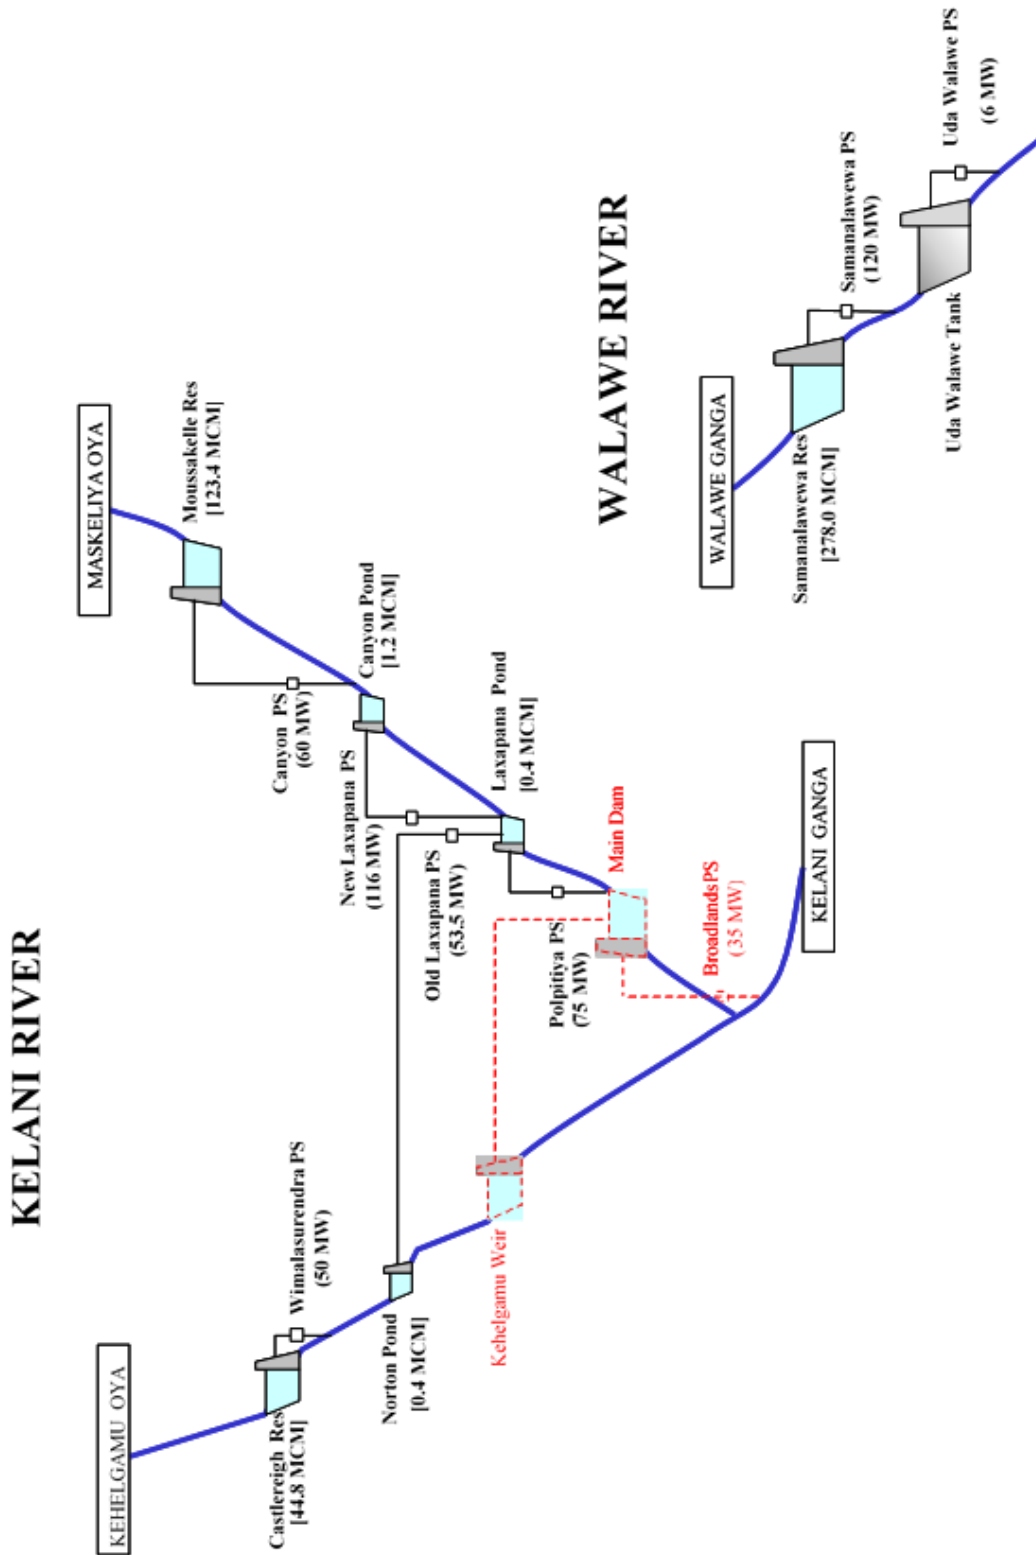 KELANI RIVER
KEHELGAMU OYA
MASKELIYA OYA
Castlereigh Res
[44.8 MCM]
Wimalasurendra PS
(50 MW)
Moussakelle Res
[123.4 MCM]
Canyon PS
(60 MW)
Canyon Pond
[1.2 MCM]
Norton Pond
[0.4 MCM]
New Laxapana PS
(116 MW)
Old Laxapana PS
(53.5 MW)
Laxapana Pond
[0.4 MCM]
Kehelgamu Weir
Polpitiya PS
(75 MW)
Main Dam
BroadlandsPS
(35 MW)
KELANI GANGA
WALAWE RIVER
WALAWE GANGA
Samanalawewa Res
[278.0 MCM]
Samanalawewa PS
(120 MW)
Uda Walawe Tank
Uda Walawe PS
(6 MW)